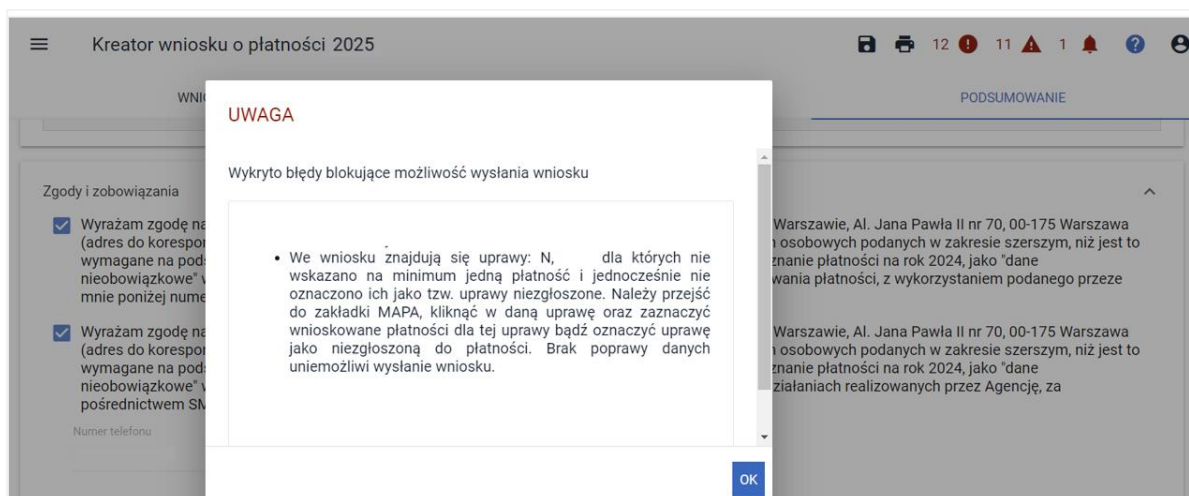 Kreator wniosku o płatności 2025
12
11
1
WNI
PODSUMOWANIE
UWAGA
Wykryto błędy blokujące możliwość wysłania wniosku
• We wniosku znajdują się uprawy: N, dla których nie
wskazano na minimum jedną płatność i jednocześnie nie
oznaczono ich jako tzw. uprawy niezgłoszone. Należy przejść
do zakładki MAPA, kliknąć w daną uprawę oraz zaznaczyć
wnioskowane płatności dla tej uprawy bądź oznaczyć uprawę
jako niezgłoszoną do płatności. Brak poprawy danych
uniemożliwi wysłanie wniosku.
OK
Zgody i zobowiązania
Wyrażam zgodę na
(adres do korespon
wymagane na pods
nieobowiązkowe" w
mnie poniżej nume
Warszawie, Al. Jana Pawła II nr 70, 00-175 Warszawa
h osobowych podanych w zakresie szerszym, niż jest to
znanie płatności na rok 2024, jako "dane
wania płatności, z wykorzystaniem podanego przeze
Wyrażam zgodę na
(adres do korespon
wymagane na pods
nieobowiązkowe" w
pośrednictwem SM
Warszawie, Al. Jana Pawła II nr 70, 00-175 Warszawa
h osobowych podanych w zakresie szerszym, niż jest to
znanie płatności na rok 2024, jako "dane
ziałaniach realizowanych przez Agencję, za
Numer telefonu